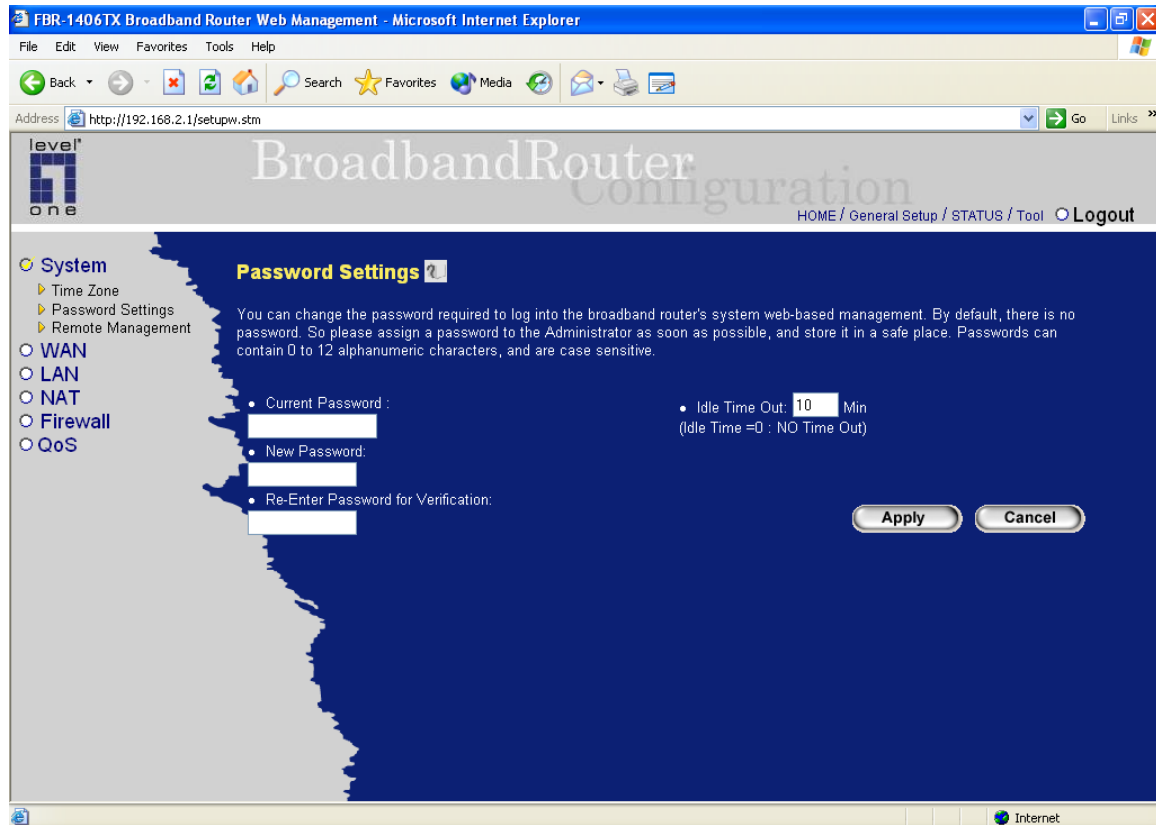 FBR-1406TX Broadband Router Web Management - Microsoft Internet Explorer
File Edit View Favorites Tools Help
Back Search Favorites Media
Address http://192.168.2.1/setupw.stm Go Links »
level
one
BroadbandRouter
Configuration
HOME / General Setup / STATUS / Tool Logout
System
Time Zone
Password Settings
Remote Management
WAN
LAN
NAT
Firewall
QoS
Password Settings
You can change the password required to log into the broadband router's system web-based management. By default, there is no
password. So please assign a password to the Administrator as soon as possible, and store it in a safe place. Passwords can
contain 0 to 12 alphanumeric characters, and are case sensitive.
• Current Password :
• Idle Time Out: 10 Min
(Idle Time =0 : NO Time Out)
• New Password:
• Re-Enter Password for Verification:
Apply Cancel
Internet